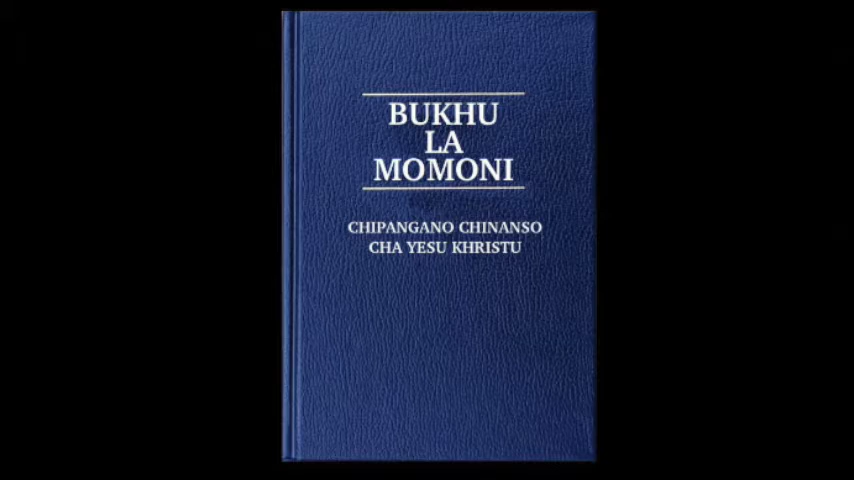 BUKHU
LA
MOMONI
CHIPANGANO CHINANSO
CHA YESU KHRISTU